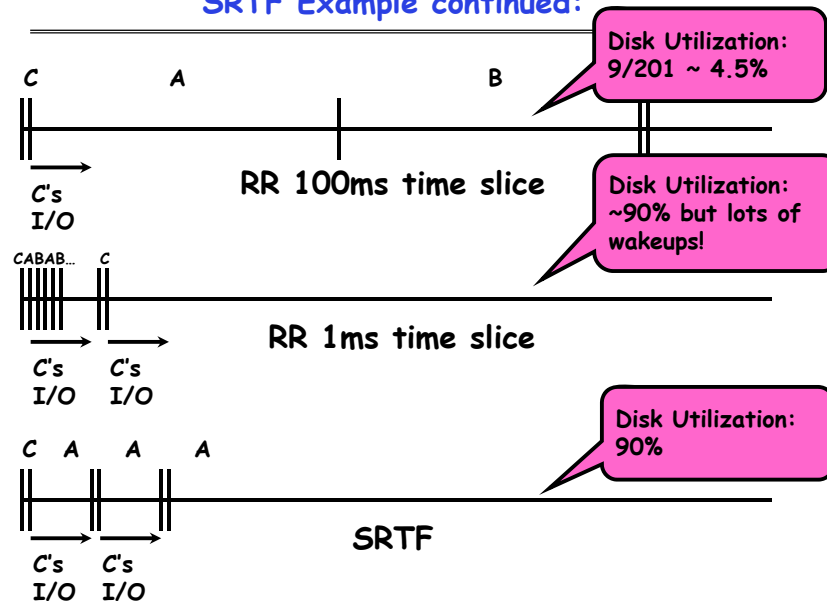 SRTF Example continued:
Disk Utilization:
9/201 ~ 4.5%
C A B
C's
I/O
RR 100ms time slice
Disk Utilization:
~90% but lots of
wakeups!
CABAB... C
C's
I/O
C's
I/O
RR 1ms time slice
Disk Utilization:
90%
C A A A
C's
I/O
C's
I/O
SRTF